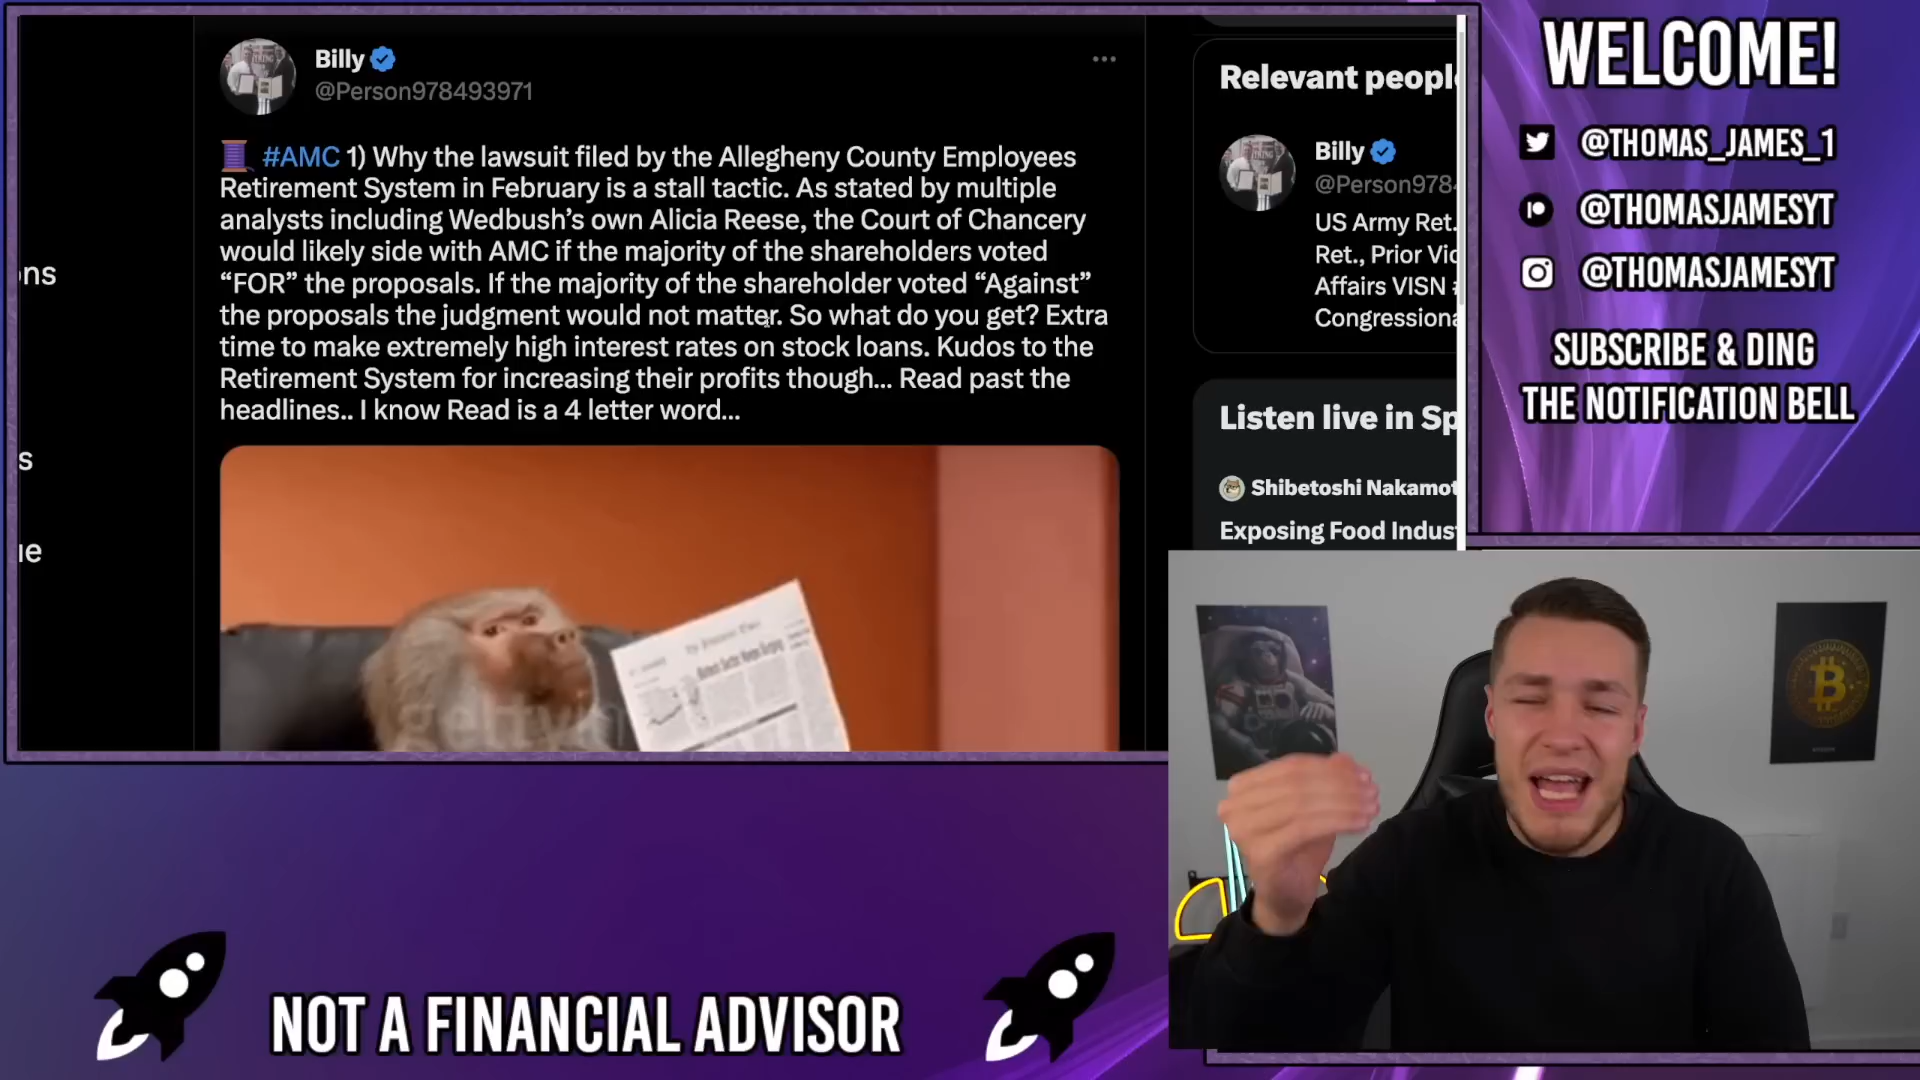 Billy
@Person978493971
#AMC 1) Why the lawsuit filed by the Allegheny County Employees
Retirement System in February is a stall tactic. As stated by multiple
analysts including Wedbush’s own Alicia Reese, the Court of Chancery
would likely side with AMC if the majority of the shareholders voted
“FOR” the proposals. If the majority of the shareholder voted “Against”
the proposals the judgment would not matter. So what do you get? Extra
time to make extremely high interest rates on stock loans. Kudos to the
Retirement System for increasing their profits though... Read past the
headlines.. I know Read is a 4 letter word...
ns
s
ue
Relevant people
Billy
@Person978
US Army Ret.
Ret., Prior Vic
Affairs VISN
Congressiona
Listen live in Sp
Shibetoshi Nakamot
Exposing Food Indus
WELCOME!
@THOMAS_JAMES_1
@THOMASJAMESYT
@THOMASJAMESYT
SUBSCRIBE & DING
THE NOTIFICATION BELL
NOT A FINANCIAL ADVISOR